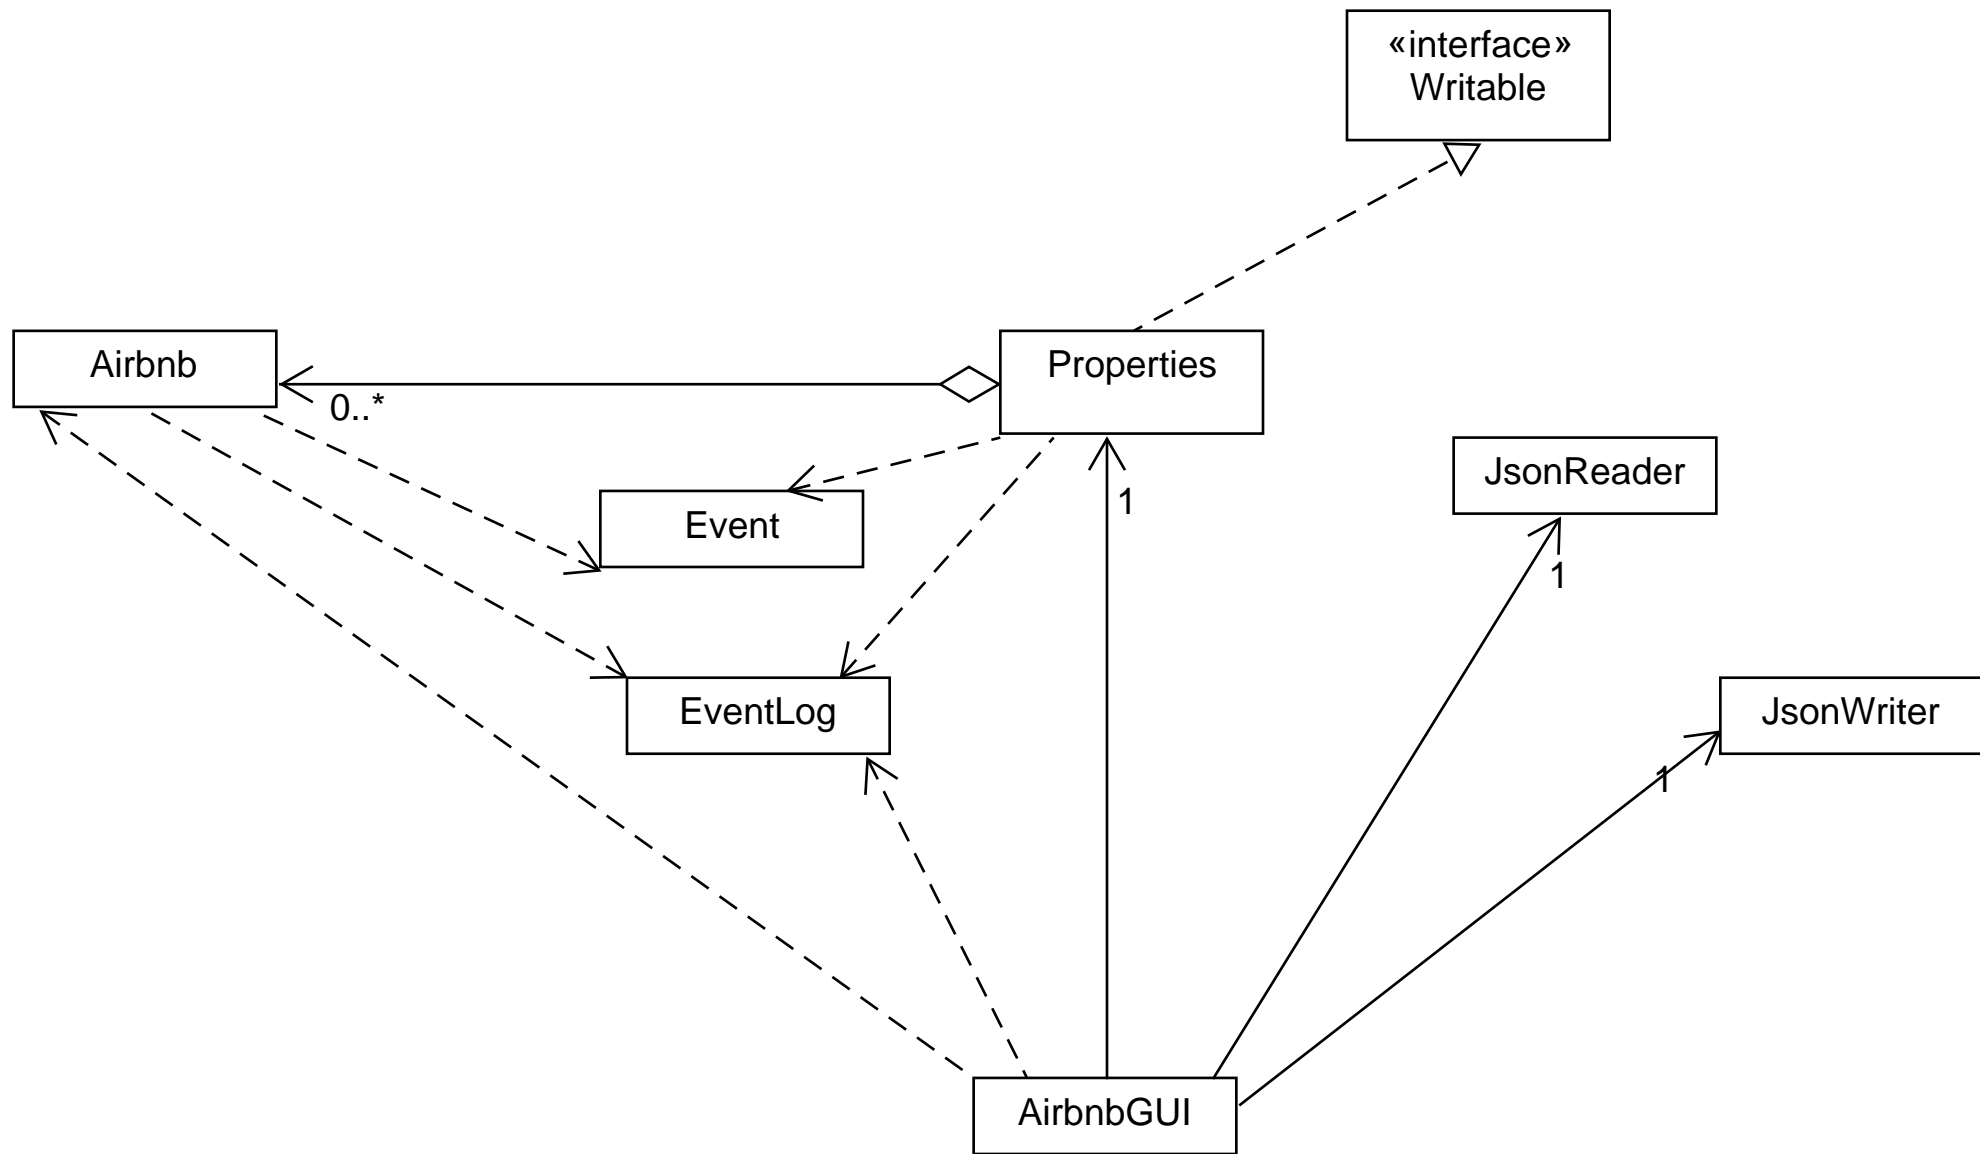 «interface»
Writable
Airbnb
Properties
0..*
JsonReader
1
Event
1
EventLog
JsonWriter
1
AirbnbGUI